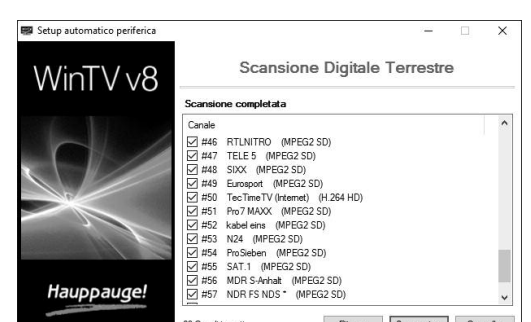 Setup automatico periferica
WinTV v8
Scansione Digitale Terrestre
Scansione completata
Canale
#46 RTLNITRO (MPEG2 SD)
#47 TELE 5 (MPEG2 SD)
#48 SIXX (MPEG2 SD)
#49 Eurosport (MPEG2 SD)
#50 TecTimeTV (Internet) (H.264 HD)
#51 Pro7 MAXX (MPEG2 SD)
#52 kabel eins (MPEG2 SD)
#53 N24 (MPEG2 SD)
#54 ProSieben (MPEG2 SD)
#55 SAT.1 (MPEG2 SD)
#56 MDR S-Anhalt (MPEG2 SD)
#57 NDR FS NDS * (MPEG2 SD)
Hauppauge!